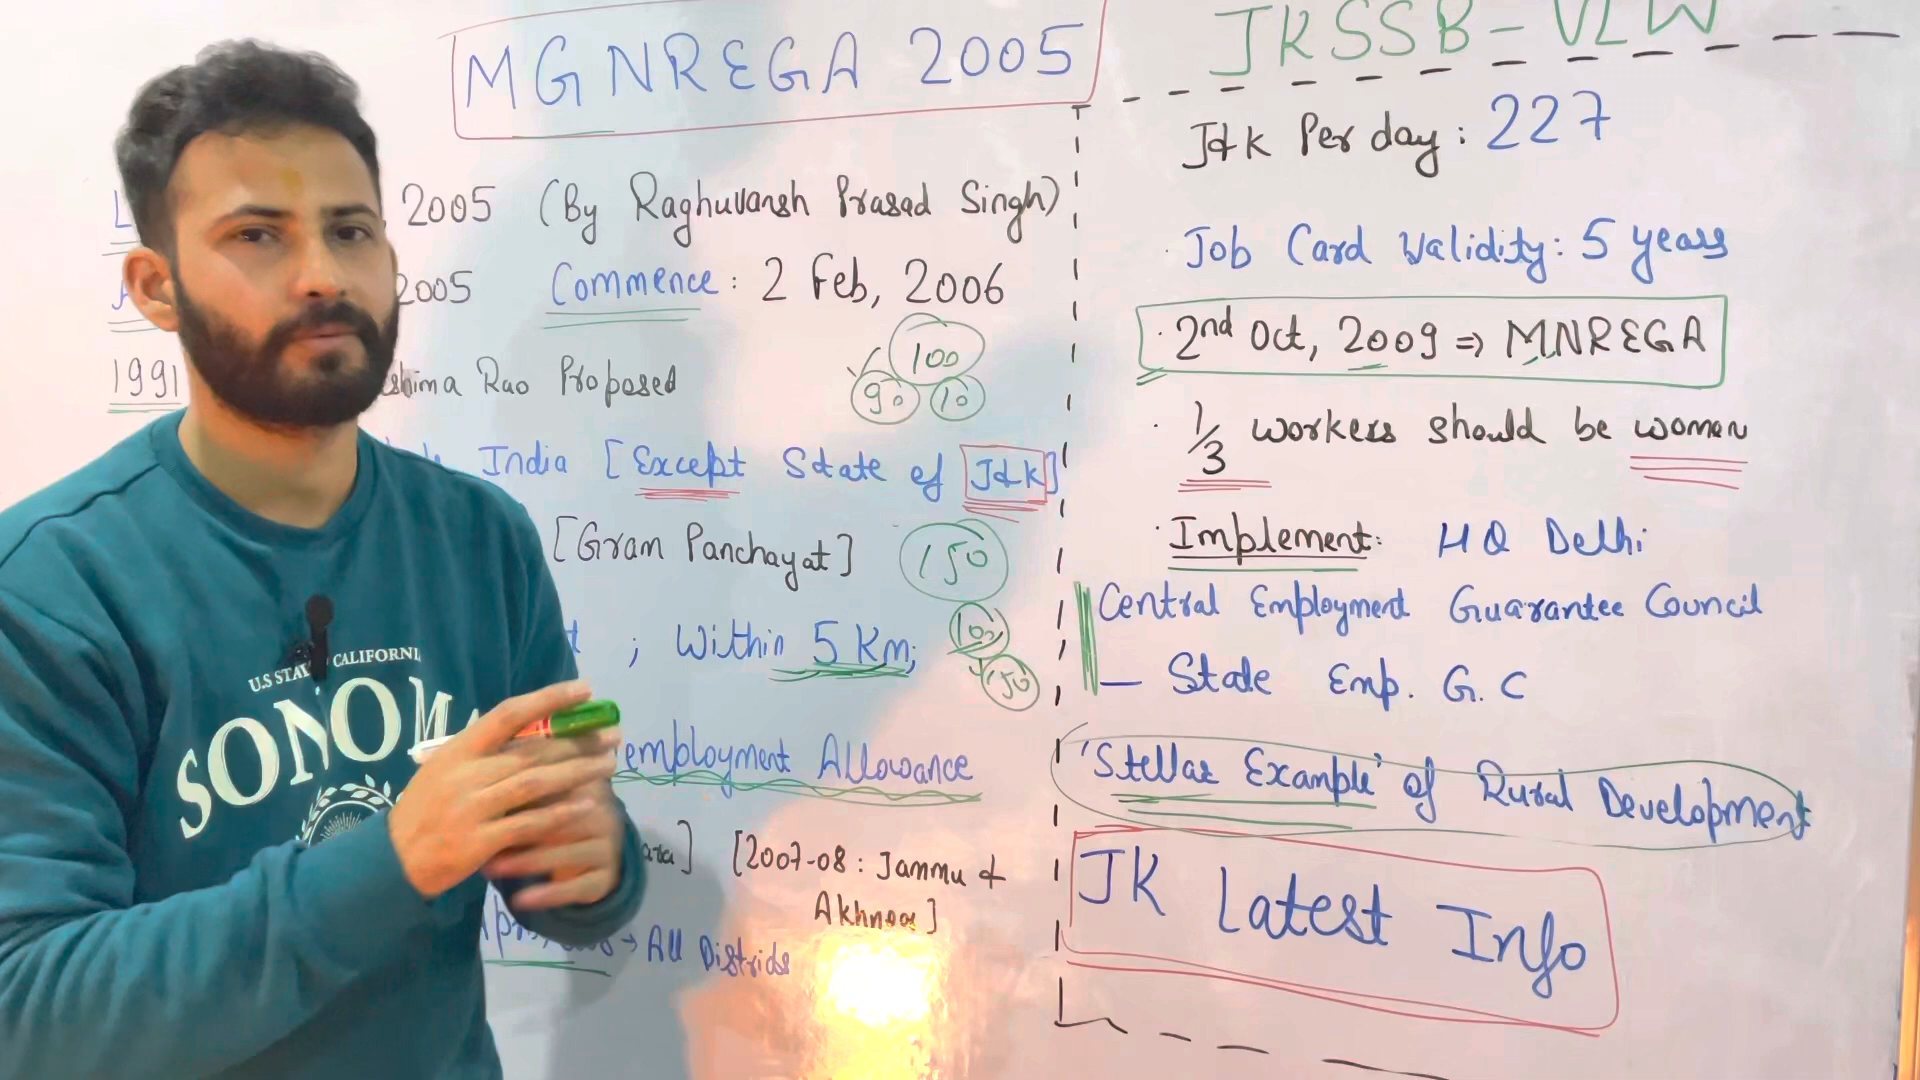 MGNREGA 2005
2005 (By Raghuvansh Prasad Singh)
2005 Commence: 2 Feb, 2006
1991 Rao Proposed
100
90 10
India [Except State of J&K]
[Gram Panchayat] 150
; Within 5 Km; 100
150
employment Allowance
[2007-08: Jammu &
Akhnoor]
→ All Districts
JKSSB-VLW
J&K Per day: 227
· Job Card Validity: 5 years
· 2nd Oct, 2009 ⇒ MNREGA
· 1/3 workers should be women
· Implement: HQ Delhi
Central Employment Guarantee Council
— State Emp. G.C
'Stellar Example' of Rural Development
JK Latest Info
U.S STA CALIFORNI
SONOMA